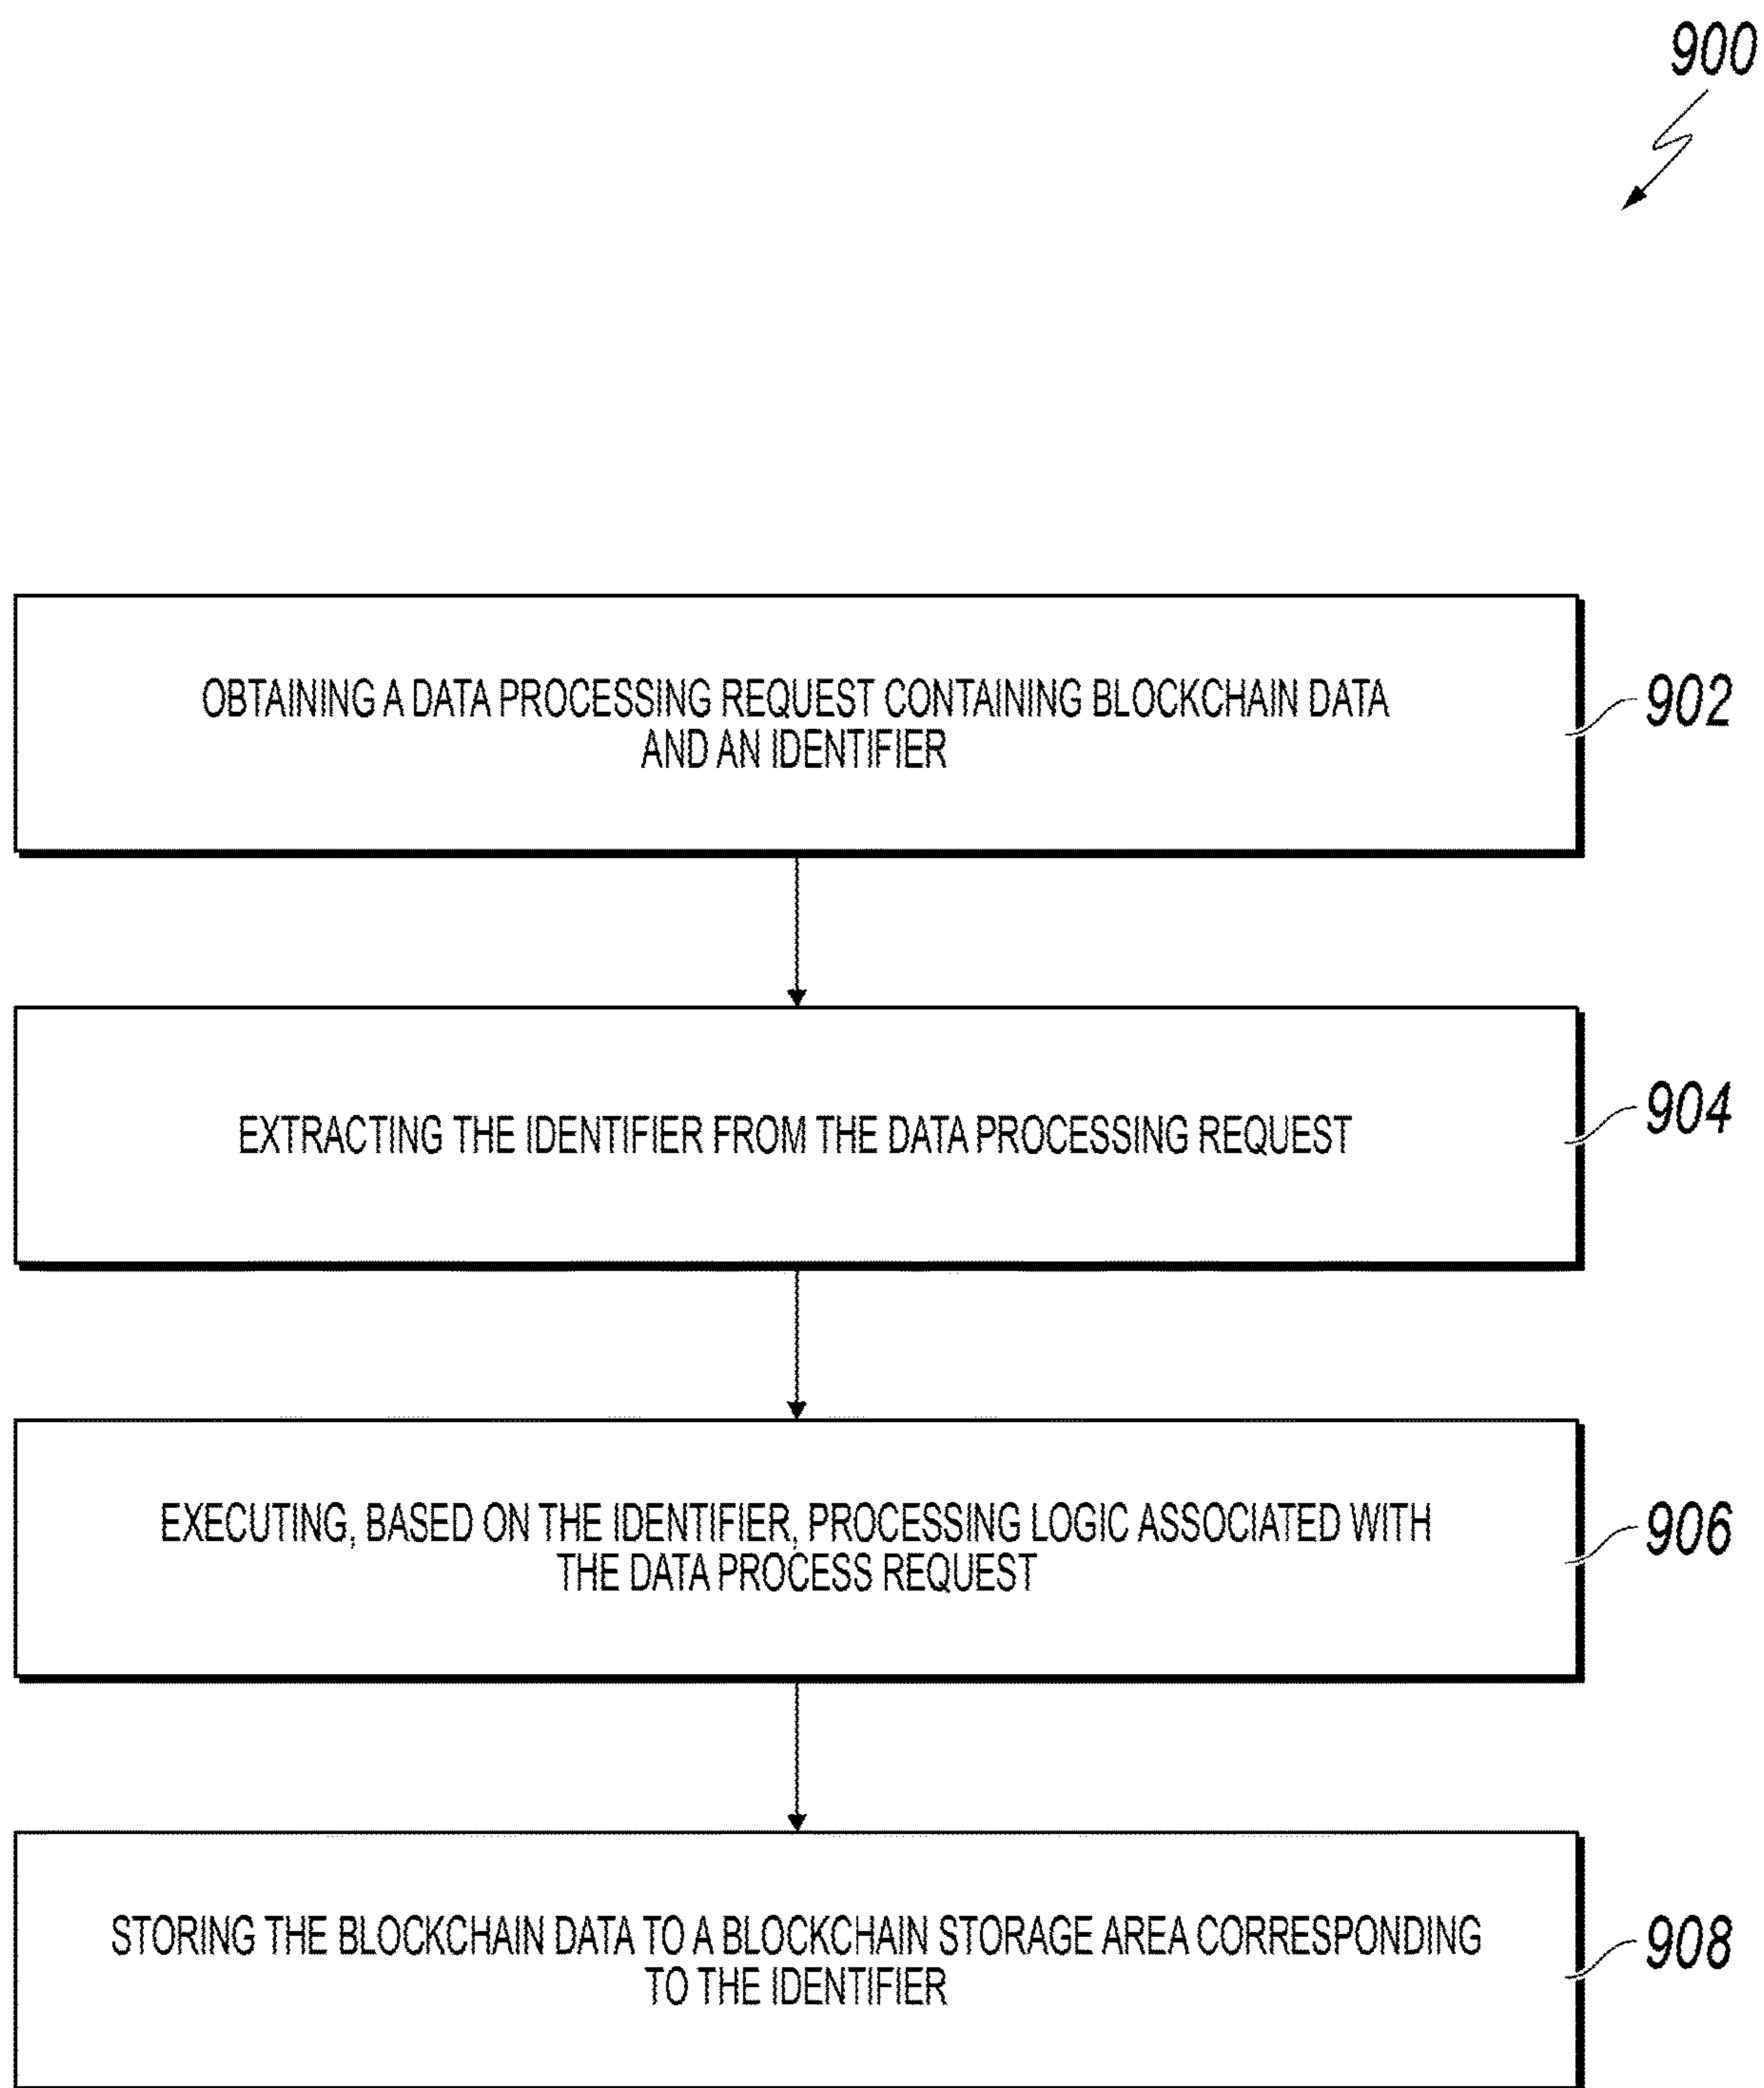 900
OBTAINING A DATA PROCESSING REQUEST CONTAINING BLOCKCHAIN DATA
AND AN IDENTIFIER
902
EXTRACTING THE IDENTIFIER FROM THE DATA PROCESSING REQUEST
904
EXECUTING, BASED ON THE IDENTIFIER, PROCESSING LOGIC ASSOCIATED WITH
THE DATA PROCESS REQUEST
906
STORING THE BLOCKCHAIN DATA TO A BLOCKCHAIN STORAGE AREA CORRESPONDING
TO THE IDENTIFIER
908